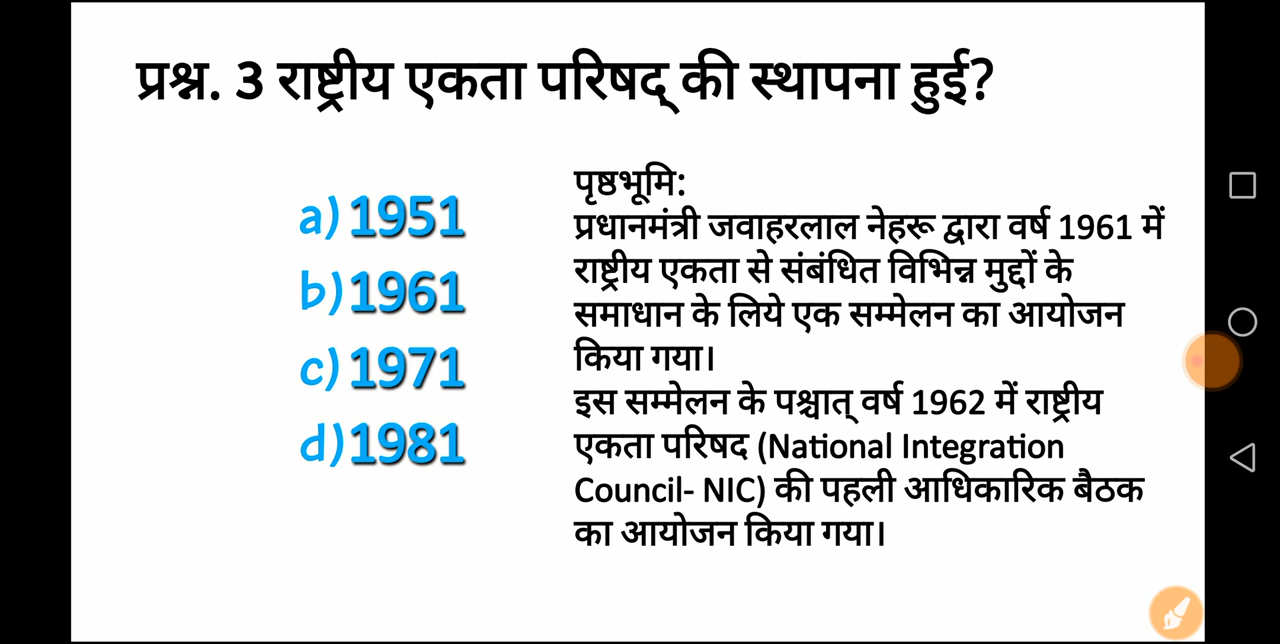 प्रश्न. 3 राष्ट्रीय एकता परिषद् की स्थापना हुई?
a) 1951
b) 1961
c) 1971
d) 1981
पृष्ठभूमि:
प्रधानमंत्री जवाहरलाल नेहरू द्वारा वर्ष 1961 में
राष्ट्रीय एकता से संबंधित विभिन्न मुद्दों के
समाधान के लिये एक सम्मेलन का आयोजन
किया गया।
इस सम्मेलन के पश्चात् वर्ष 1962 में राष्ट्रीय
एकता परिषद (National Integration
Council- NIC) की पहली आधिकारिक बैठक
का आयोजन किया गया।